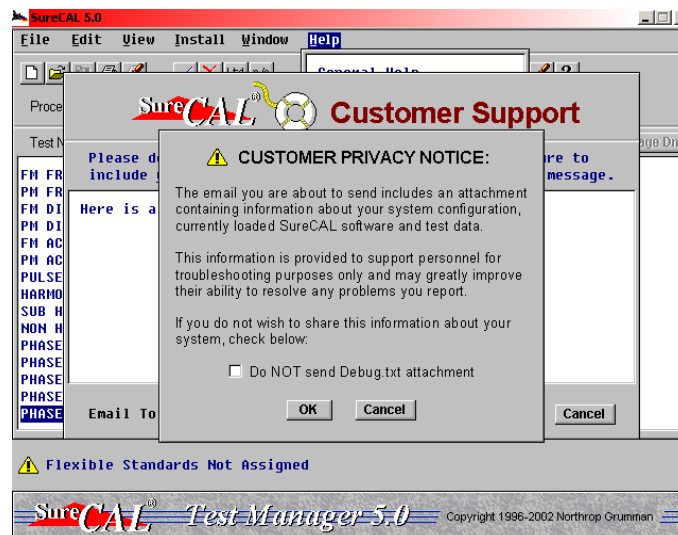 SureCAL 5.0
File Edit View Install Window Help
General Help
Proce
SureCAL® Customer Support
Test N
age Dn
Please d
re to
include
message.
Here is a
CUSTOMER PRIVACY NOTICE:
The email you are about to send includes an attachment
containing information about your system configuration,
currently loaded SureCAL software and test data.
This information is provided to support personnel for
troubleshooting purposes only and may greatly improve
their ability to resolve any problems you report.
If you do not wish to share this information about your
system, check below:
Do NOT send Debug.txt attachment
OK Cancel
FM FR
PM FR
FM DI
PM DI
FM AC
PM AC
PULSE
HARMO
SUB H
NON H
PHASE
PHASE
PHASE
PHASE
PHASE
Email To
Cancel
Flexible Standards Not Assigned
SureCAL® Test Manager 5.0 Copyright 1996-2002 Northrop Grumman